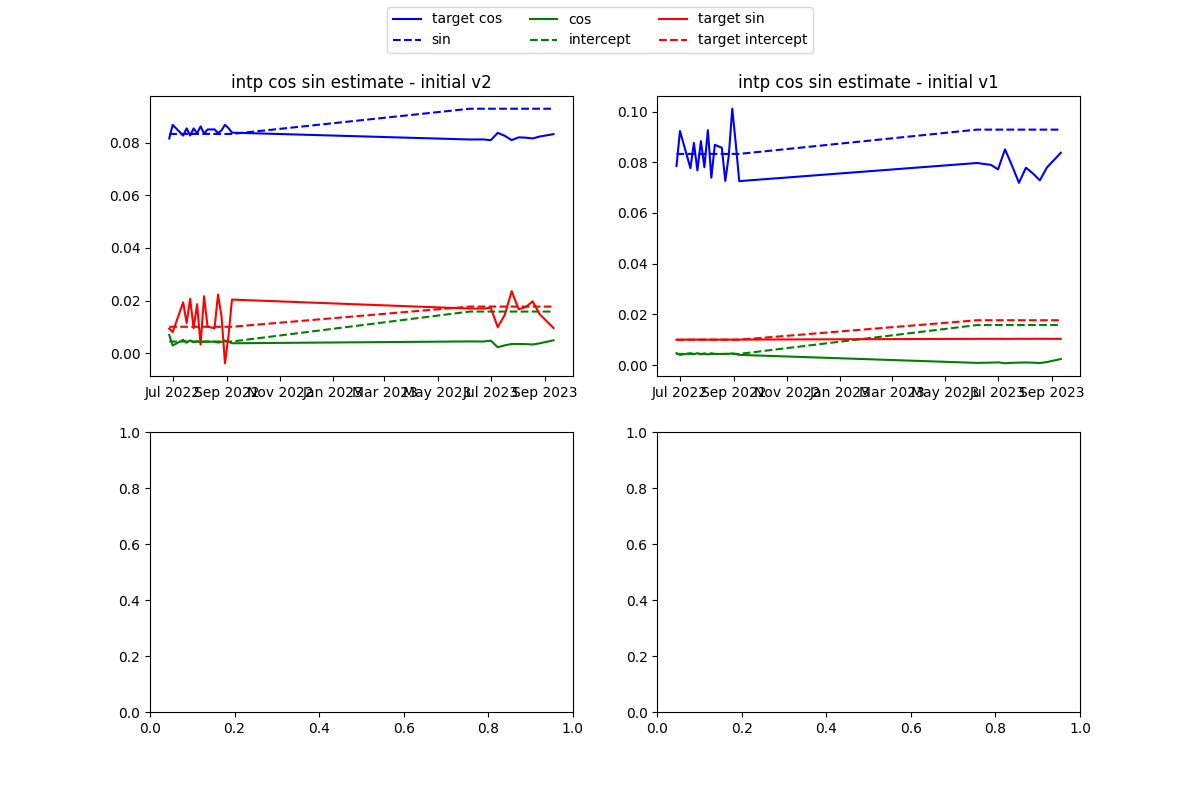 target cos cos target sin
sin intercept target intercept
intp cos sin estimate - initial v2
intp cos sin estimate - initial v1
0.08
0.06
0.04
0.02
0.00
Jul 2022 Sep 2022 Nov 2022 Jan 2023 Mar 2023 May 2023 Jul 2023 Sep 2023
0.10
0.08
0.06
0.04
0.02
0.00
Jul 2022 Sep 2022 Nov 2022 Jan 2023 Mar 2023 May 2023 Jul 2023 Sep 2023
1.0
0.8
0.6
0.4
0.2
0.0
0.0 0.2 0.4 0.6 0.8 1.0
1.0
0.8
0.6
0.4
0.2
0.0
0.0 0.2 0.4 0.6 0.8 1.0